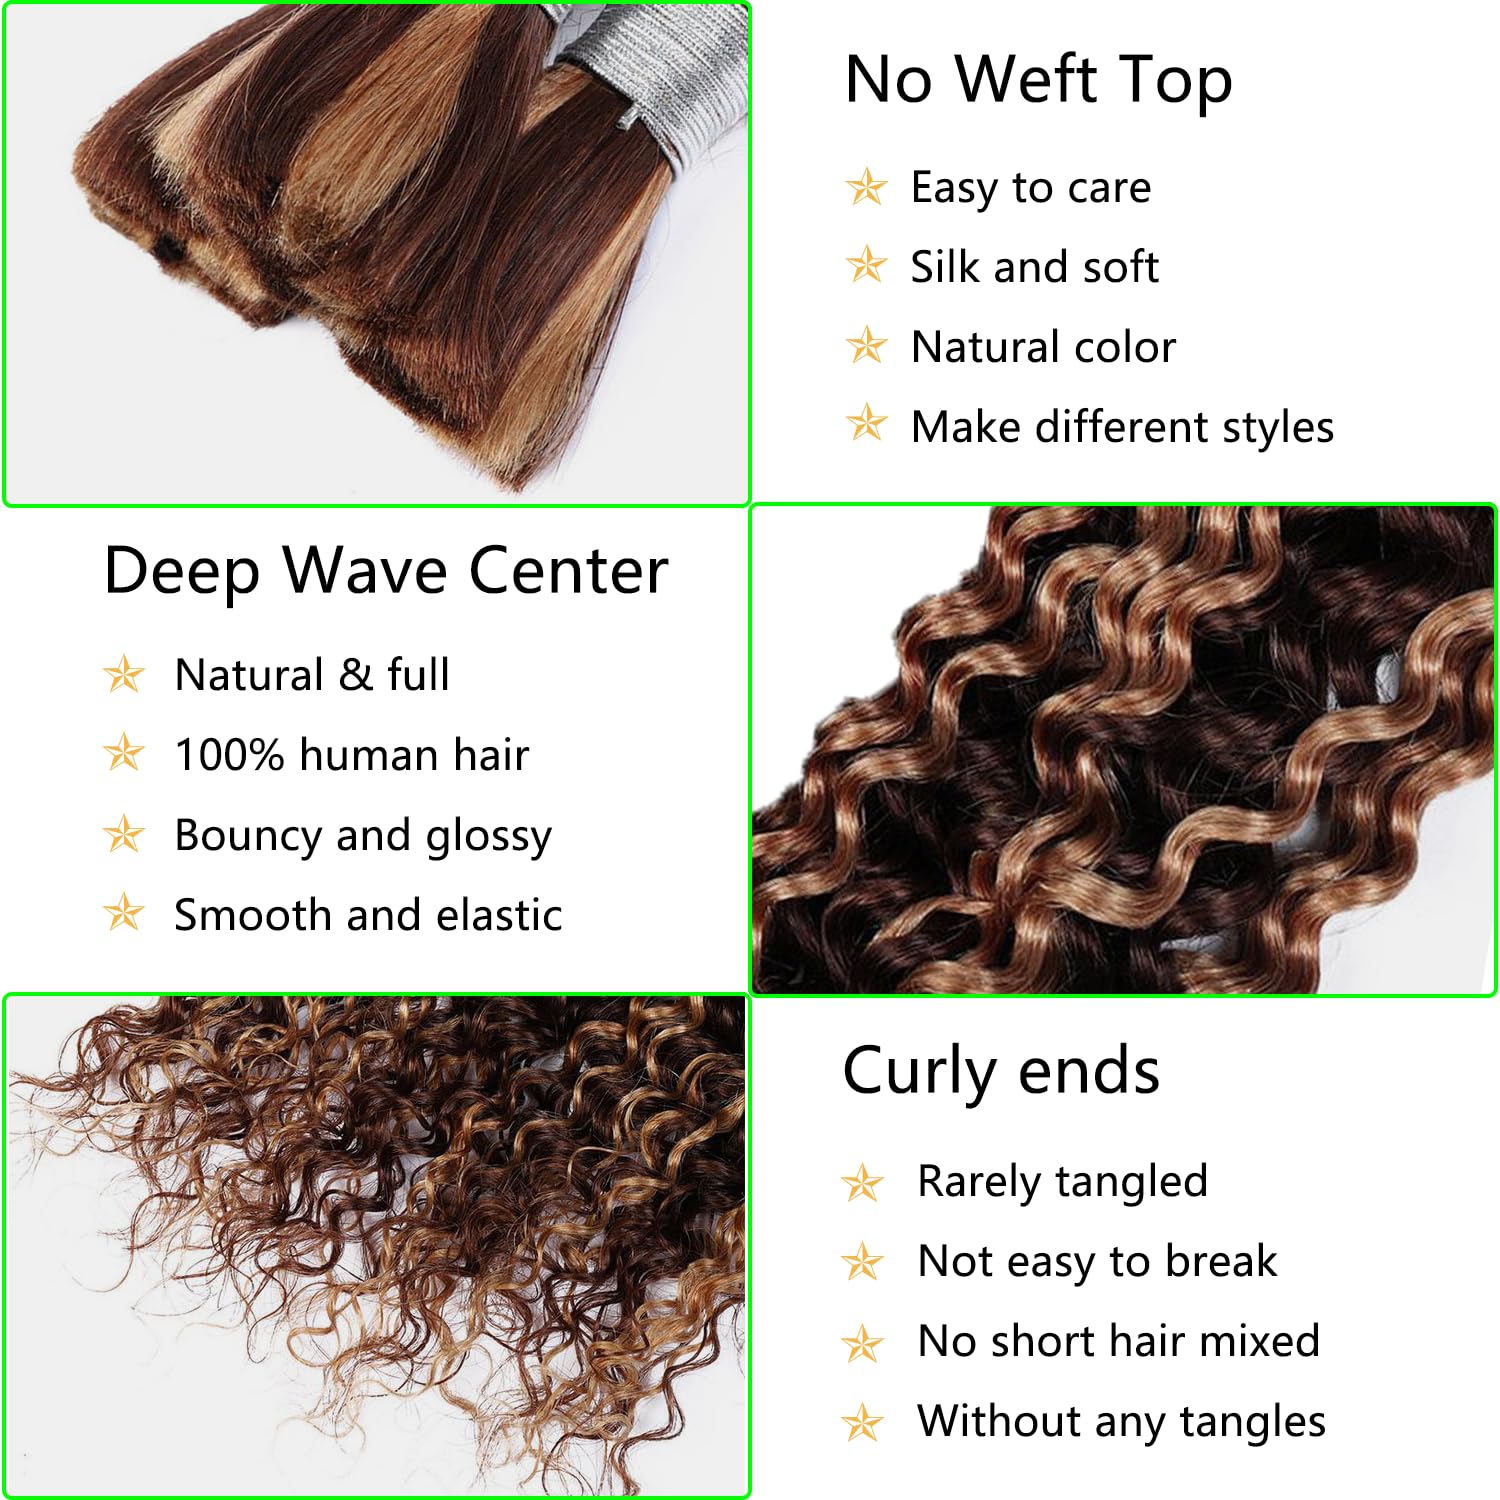 No Weft Top
Easy to care
Silk and soft
Natural color
Make different styles
Deep Wave Center
Natural & full
100% human hair
Bouncy and glossy
Smooth and elastic
Curly ends
Rarely tangled
Not easy to break
No short hair mixed
Without any tangles